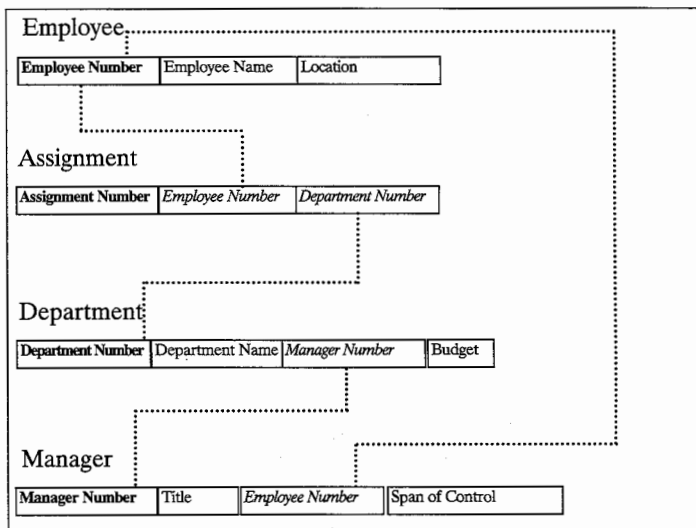 Employee
Employee Number Employee Name Location
Assignment
Assignment Number Employee Number Department Number
Department
Department Number Department Name Manager Number Budget
Manager
Manager Number Title Employee Number Span of Control